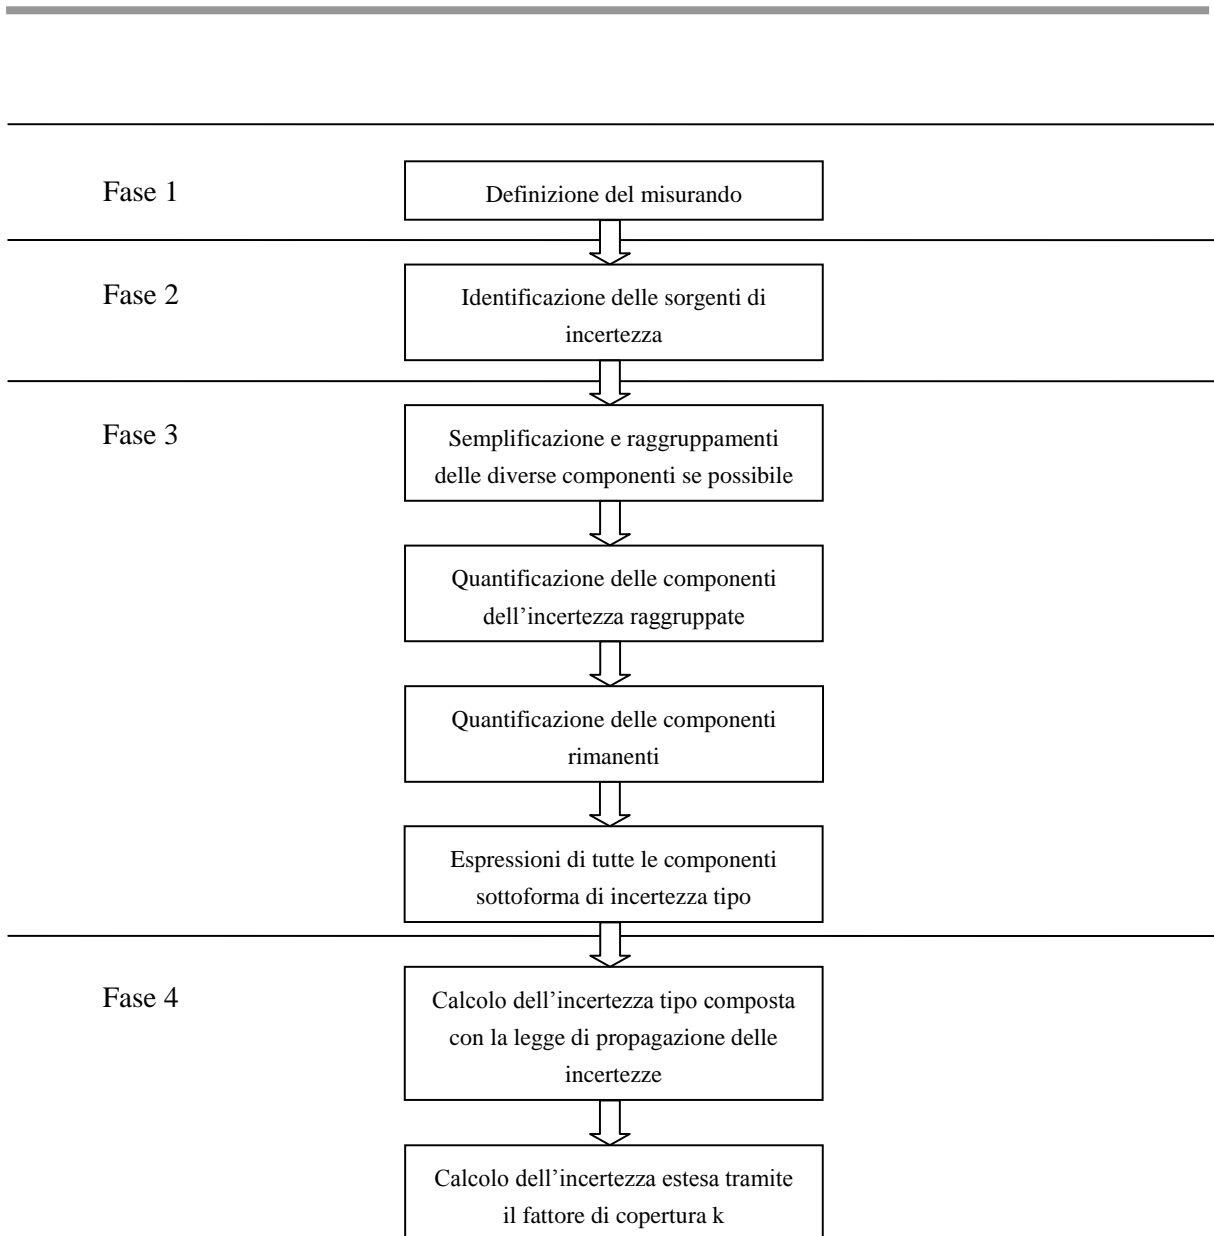 Fase 1
Definizione del misurando
Fase 2
Identificazione delle sorgenti di
incertezza
Fase 3
Semplificazione e raggruppamenti
delle diverse componenti se possibile
Quantificazione delle componenti
dell’incertezza raggruppate
Quantificazione delle componenti
rimanenti
Espressioni di tutte le componenti
sottoforma di incertezza tipo
Fase 4
Calcolo dell’incertezza tipo composta
con la legge di propagazione delle
incertezze
Calcolo dell’incertezza estesa tramite
il fattore di copertura k